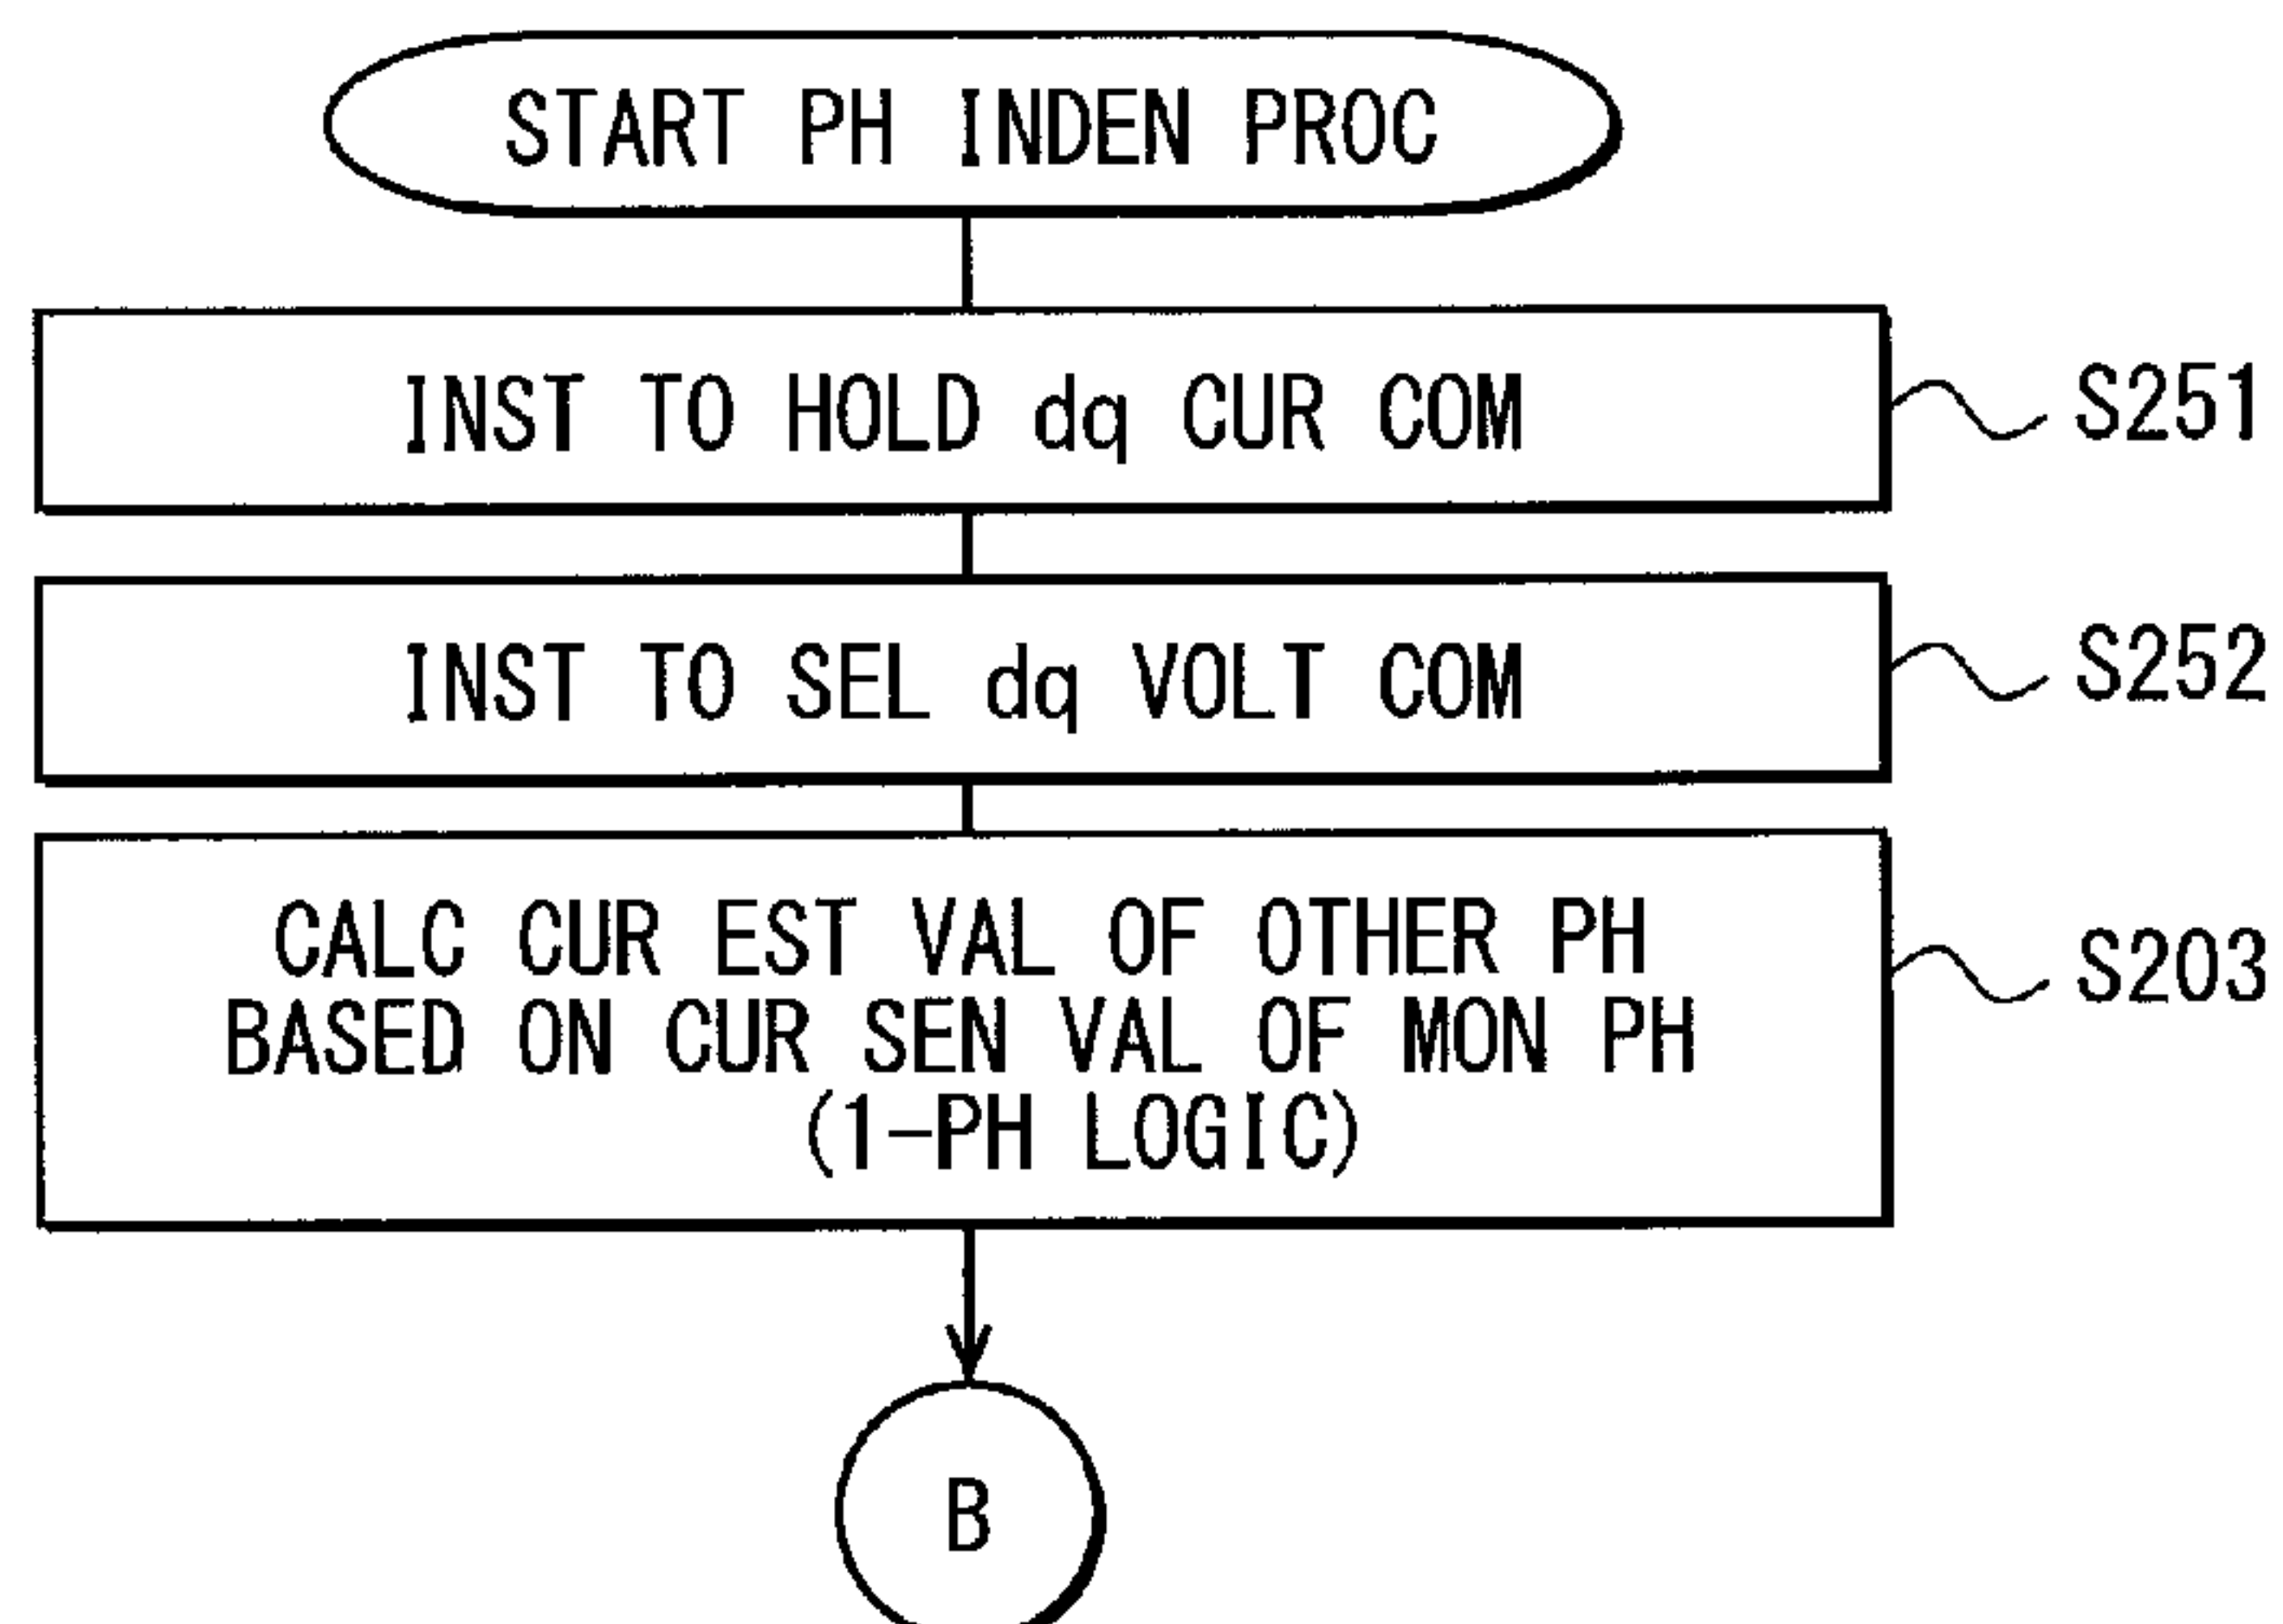 START PH INDEN PROC
INST TO HOLD dq CUR COM
S251
INST TO SEL dq VOLT COM
S252
CALC CUR EST VAL OF OTHER PH
BASED ON CUR SEN VAL OF MON PH
(1-PH LOGIC)
S203
B